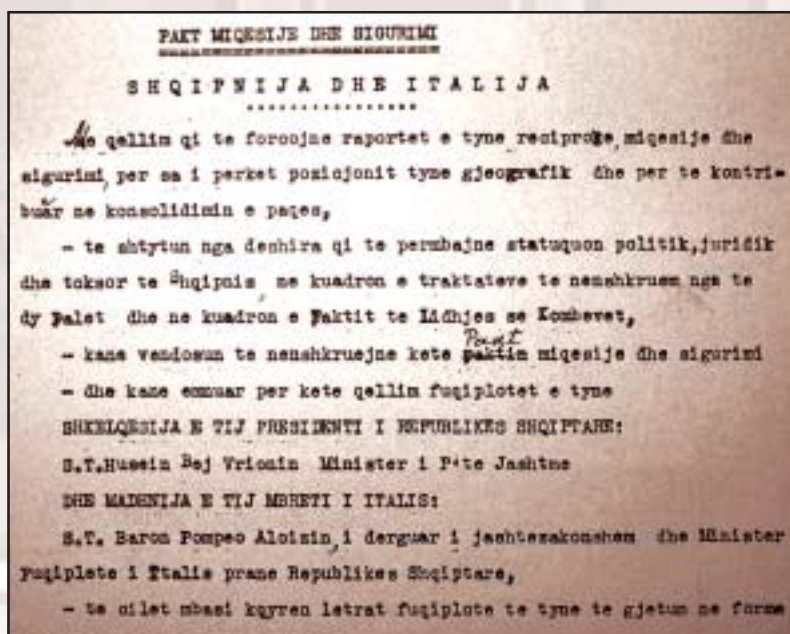 PAKT MIQESIJE DHE SIGURIMI
SHQIPNIJA DHE ITALIJA
Me qellim qi te forcojne raportet e tyne reciproke, miqesije dhe
sigurimi, per sa i perket pozicjonit tyne gjeografik dhe per te kontri-
buar ne konsolidimin e paqes,
- te shtytun nga deshira qi te permbajne statuquon politik, juridik
dhe toksor te Shqipnis, ne kuadron e traktateve te nenshkruem nga te
dy Palet dhe ne kuadron e Paktit te Lidhjes se Kombevet,
Pact
- kane vendosun te nenshkruejne kete paktin miqesije dhe sigurimi
- dhe kane emnuar per kete qellim fuqiplotet e tyne
SHKELQESIJA E TIJ PRESIDENTI I REPUBLIKES SHQIPTARE:
S.T. Husein Bej Vrionin Minister i P.te Jashtme
DHE MADENIJA E TIJ MBRETI I ITALIS:
S.T. Baron Pompeo Aloisin, i derguar i jashtezakonshem dhe Minister
Fuqiplote i Italis prane Republikes Shqiptare,
- te cilet mbasi kqyren letrat fuqiplote te tyne te gjetun ne forme